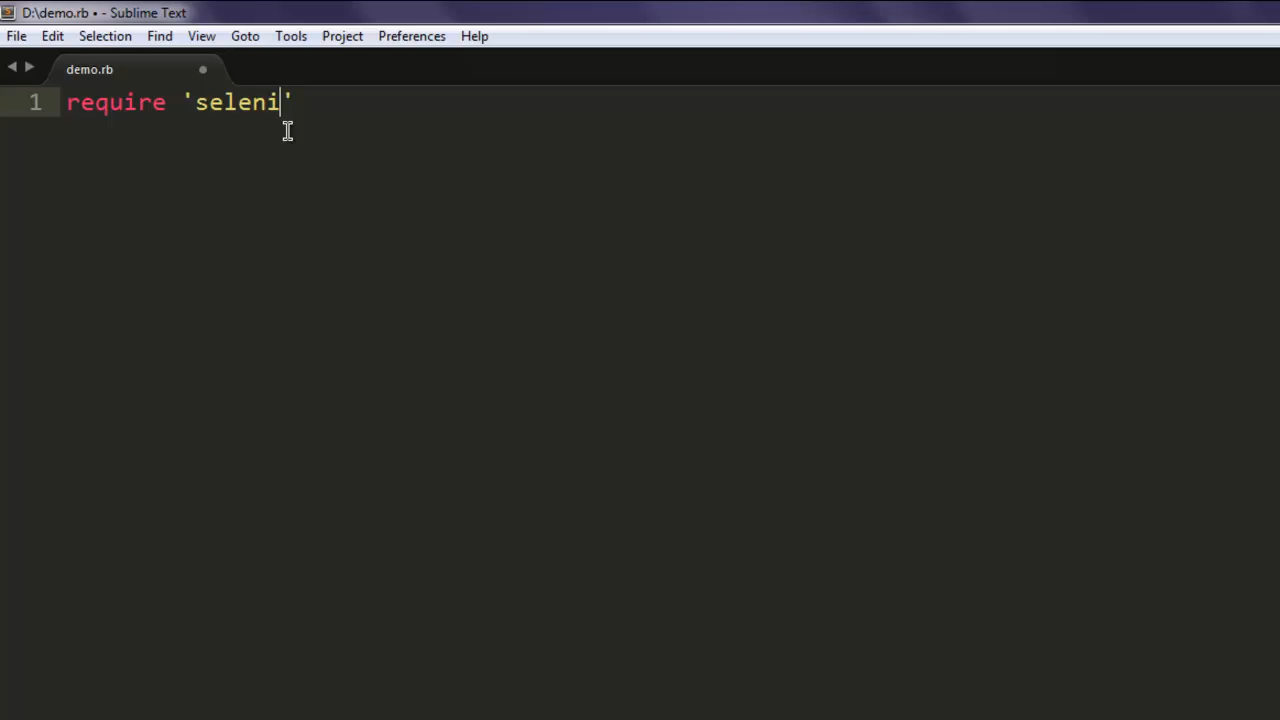 D:\demo.rb • - Sublime Text
File Edit Selection Find View Goto Tools Project Preferences Help
demo.rb
1 require 'seleni'